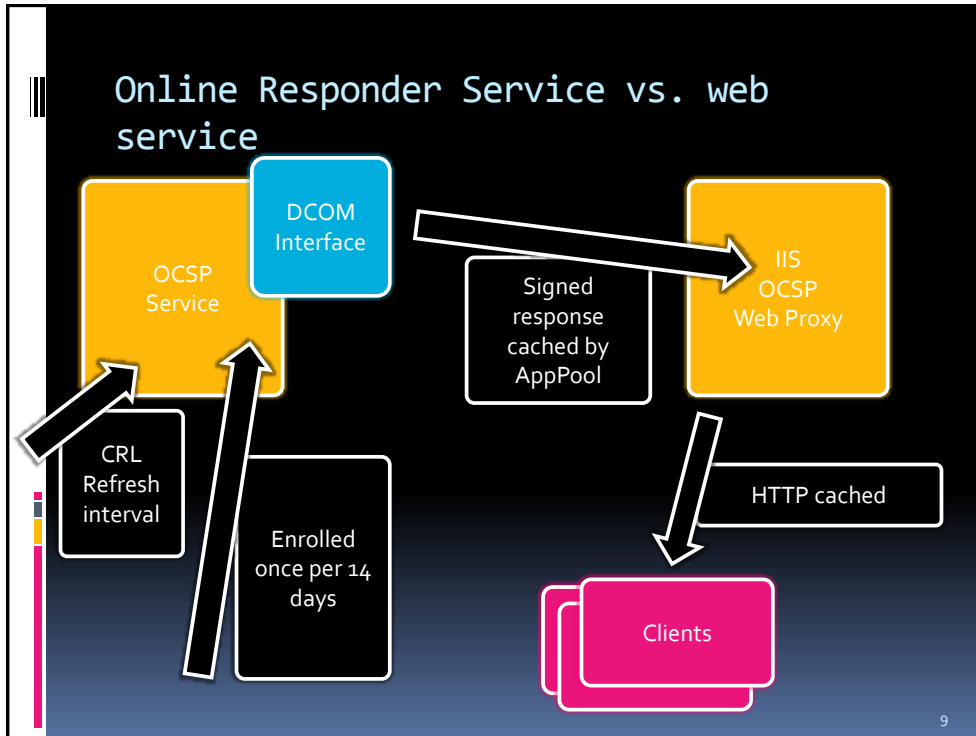 Online Responder Service vs. web
service
DCOM
Interface
OCSP
Service
IIS
OCSP
Web Proxy
Signed
response
cached by
AppPool
CRL
Refresh
interval
Enrolled
once per 14
days
HTTP cached
Clients
9